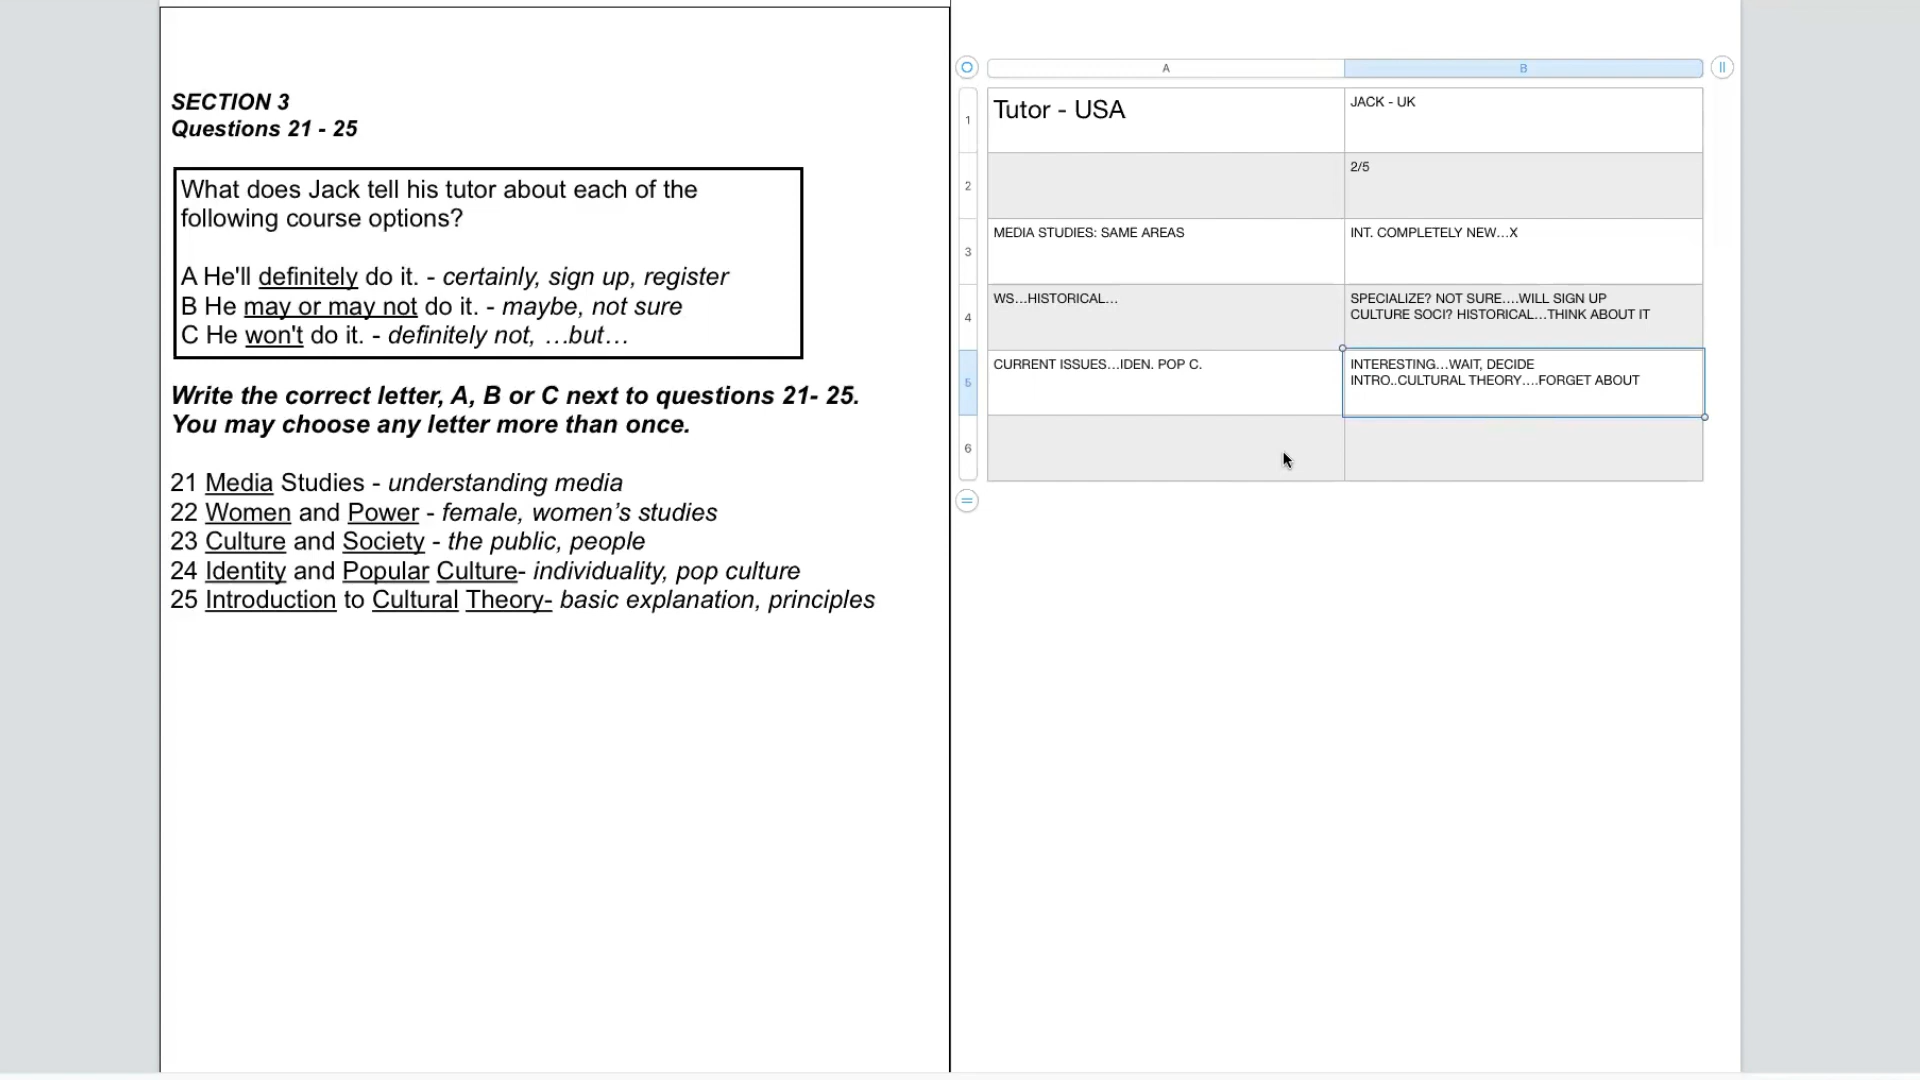 SECTION 3
Questions 21 - 25
What does Jack tell his tutor about each of the
following course options?
A He'll definitely do it. - certainly, sign up, register
B He may or may not do it. - maybe, not sure
C He won't do it. - definitely not, …but…
Write the correct letter, A, B or C next to questions 21- 25.
You may choose any letter more than once.
21 Media Studies - understanding media
22 Women and Power - female, women’s studies
23 Culture and Society - the public, people
24 Identity and Popular Culture- individuality, pop culture
25 Introduction to Cultural Theory- basic explanation, principles
A B
1 Tutor - USA JACK - UK
2 2/5
3 MEDIA STUDIES: SAME AREAS INT. COMPLETELY NEW…X
4 WS…HISTORICAL… SPECIALIZE? NOT SURE….WILL SIGN UP
CULTURE SOCI? HISTORICAL…THINK ABOUT IT
5 CURRENT ISSUES…IDEN. POP C. INTERESTING…WAIT, DECIDE
INTRO..CULTURAL THEORY….FORGET ABOUT
6